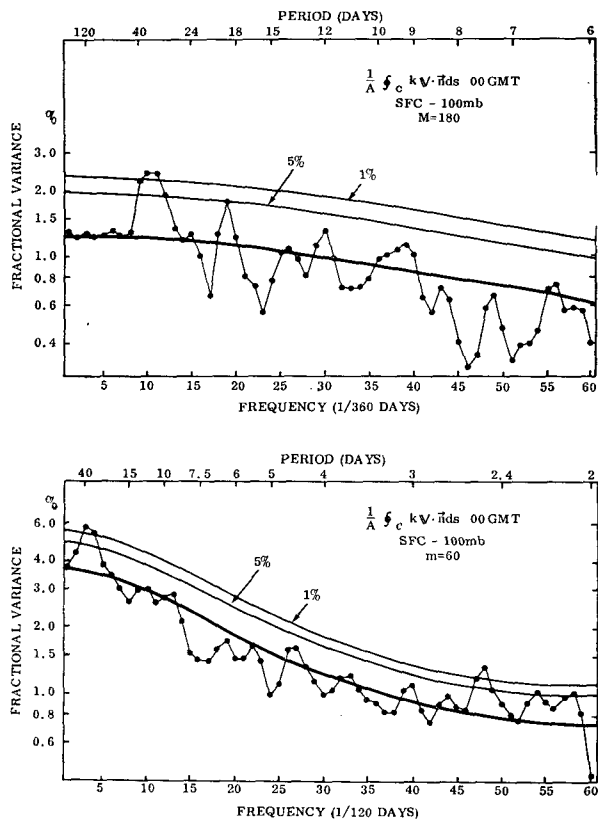 PERIOD (DAYS)
120 40 24 18 15 12 10 9 8 7 6
1/A ∮c k V · n⃗ds 00 GMT
SFC - 100mb
M=180
%
FRACTIONAL VARIANCE
3.0
2.0
1.5
1.0
0.8
0.6
0.4
5%
1%
5 10 15 20 25 30 35 40 45 50 55 60
FREQUENCY (1/360 DAYS)
PERIOD (DAYS)
40 15 10 7.5 6 5 4 3 2.4 2
1/A ∮c k V · n⃗ds 00 GMT
SFC - 100mb
m=60
%
FRACTIONAL VARIANCE
6.0
4.0
3.0
2.0
1.5
1.0
0.8
0.6
5%
1%
5 10 15 20 25 30 35 40 45 50 55 60
FREQUENCY (1/120 DAYS)